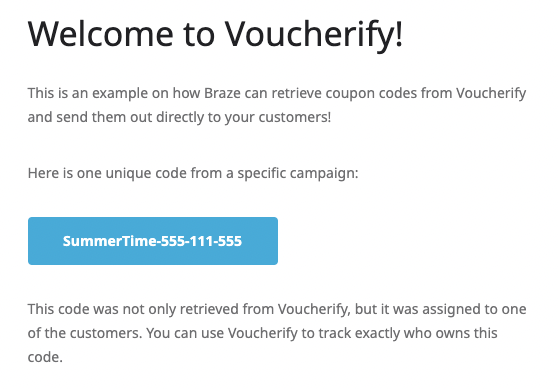 Welcome to Voucherify!
This is an example on how Braze can retrieve coupon codes from Voucherify
and send them out directly to your customers!
Here is one unique code from a specific campaign:
SummerTime-555-111-555
This code was not only retrieved from Voucherify, but it was assigned to one
of the customers. You can use Voucherify to track exactly who owns this
code.